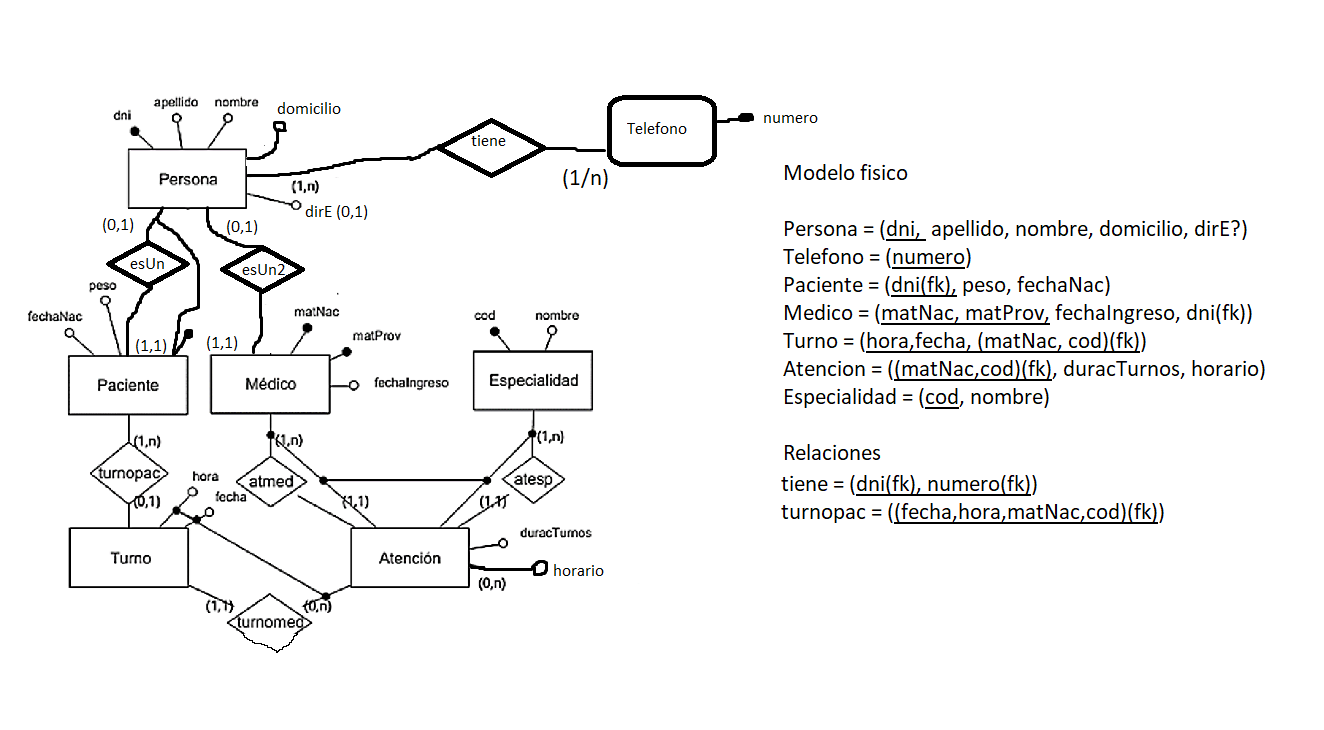 apellido nombre
dni
domicilio
Persona
(1,n)
dirE (0,1)
tiene
Telefono
numero
(1/n)
(0,1)
(0,1)
esUn
esUn2
peso
fechaNac
(1,1)
(1,1)
matNac
matProv
fechaIngreso
cod
nombre
Paciente
Médico
Especialidad
(1,n)
(1,n)
(1,n)
turnopac
atmed
atesp
hora
fecha
(0,1)
(1,1)
(1,1)
Turno
Atención
duracTurnos
horario
(0,n)
(1,1)
(0,n)
turnomed
Modelo fisico
Persona = (dni, apellido, nombre, domicilio, dirE?)
Telefono = (numero)
Paciente = (dni(fk), peso, fechaNac)
Medico = (matNac, matProv, fechaIngreso, dni(fk))
Turno = (hora,fecha, (matNac, cod)(fk))
Atencion = ((matNac,cod)(fk), duracTurnos, horario)
Especialidad = (cod, nombre)
Relaciones
tiene = (dni(fk), numero(fk))
turnopac = ((fecha,hora,matNac,cod)(fk))